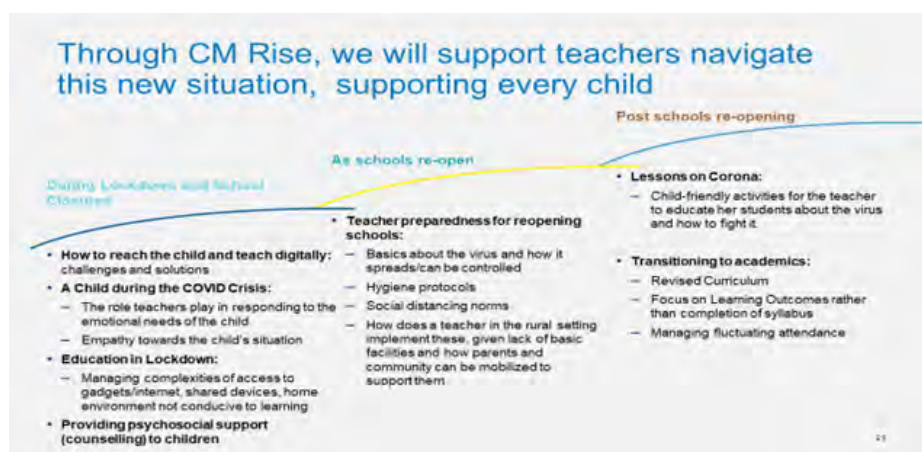 Through CM Rise, we will support teachers navigate
this new situation, supporting every child
During Lockdown and School
Closures
• How to reach the child and teach digitally:
challenges and solutions
• A Child during the COVID Crisis:
– The role teachers play in responding to the
emotional needs of the child
– Empathy towards the child's situation
• Education in Lockdown:
– Managing complexities of access to
gadgets/internet, shared devices, home
environment not conducive to learning
• Providing psychosocial support
(counselling) to children
As schools re-open
• Teacher preparedness for reopening
schools:
– Basics about the virus and how it
spreads/can be controlled
– Hygiene protocols
– Social distancing norms
– How does a teacher in the rural setting
implement these, given lack of basic
facilities and how parents and
community can be mobilized to
support them
Post schools re-opening
• Lessons on Corona:
– Child-friendly activities for the teacher
to educate her students about the virus
and how to fight it
• Transitioning to academics:
– Revised Curriculum
– Focus on Learning Outcomes rather
than completion of syllabus
– Managing fluctuating attendance